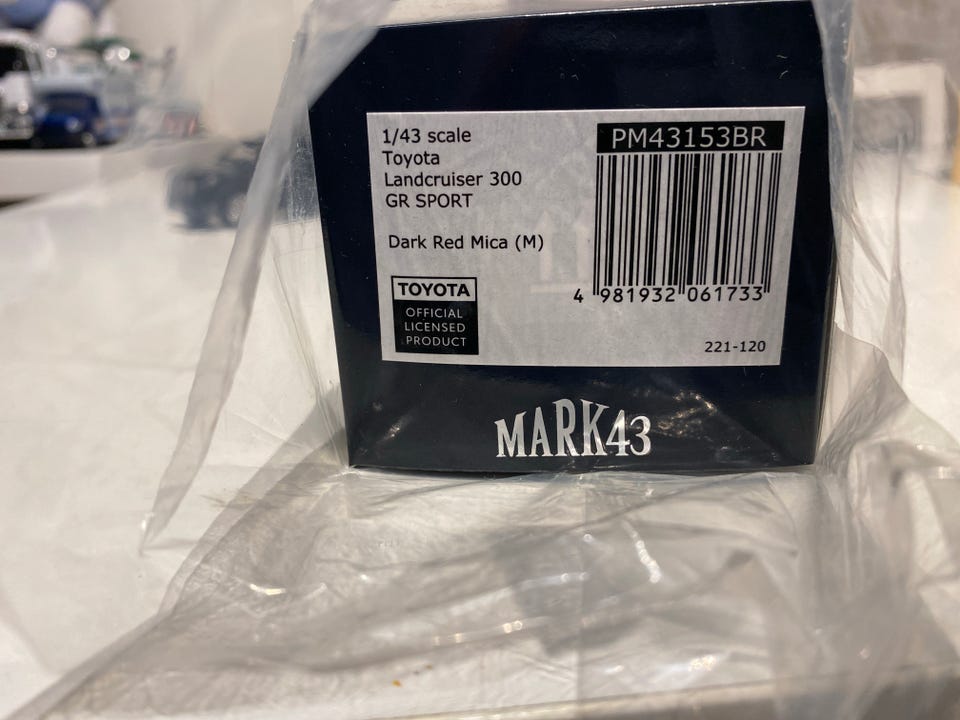 1/43 scale
Toyota
Landcruiser 300
GR SPORT
Dark Red Mica (M)
TOYOTA
OFFICIAL
LICENSED
PRODUCT
PM43153BR
4 981932 061733
221-120
MARK43